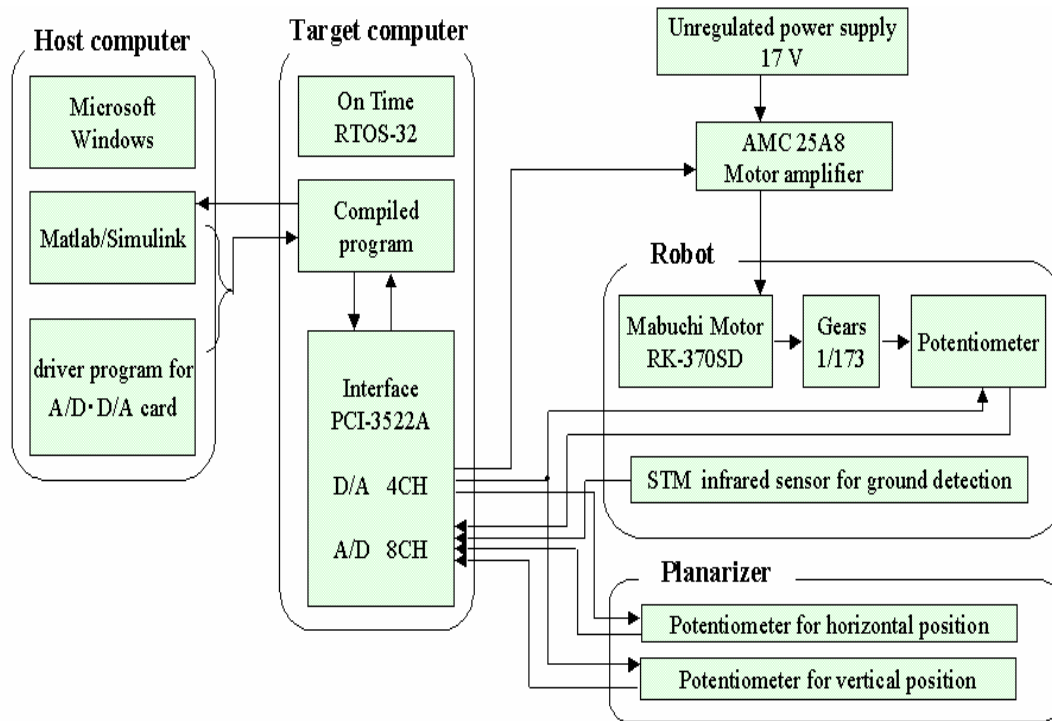 Host computer
Microsoft
Windows
Matlab/Simulink
driver program for
A/D・D/A card
Target computer
On Time
RTOS-32
Compiled
program
Interface
PCI-3522A
D/A 4CH
A/D 8CH
Unregulated power supply
17 V
AMC 25A8
Motor amplifier
Robot
Mabuchi Motor
RK-370SD
Gears
1/173
Potentiometer
STM infrared sensor for ground detection
Planarizer
Potentiometer for horizontal position
Potentiometer for vertical position